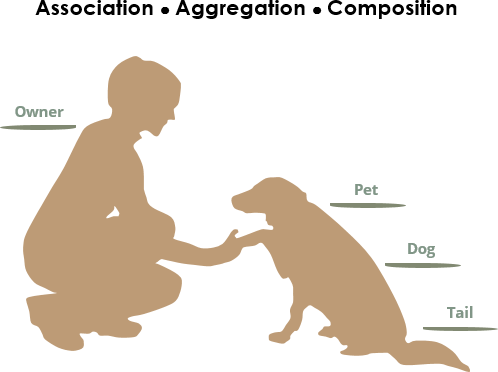 Association • Aggregation • Composition
Owner
Pet
Dog
Tail